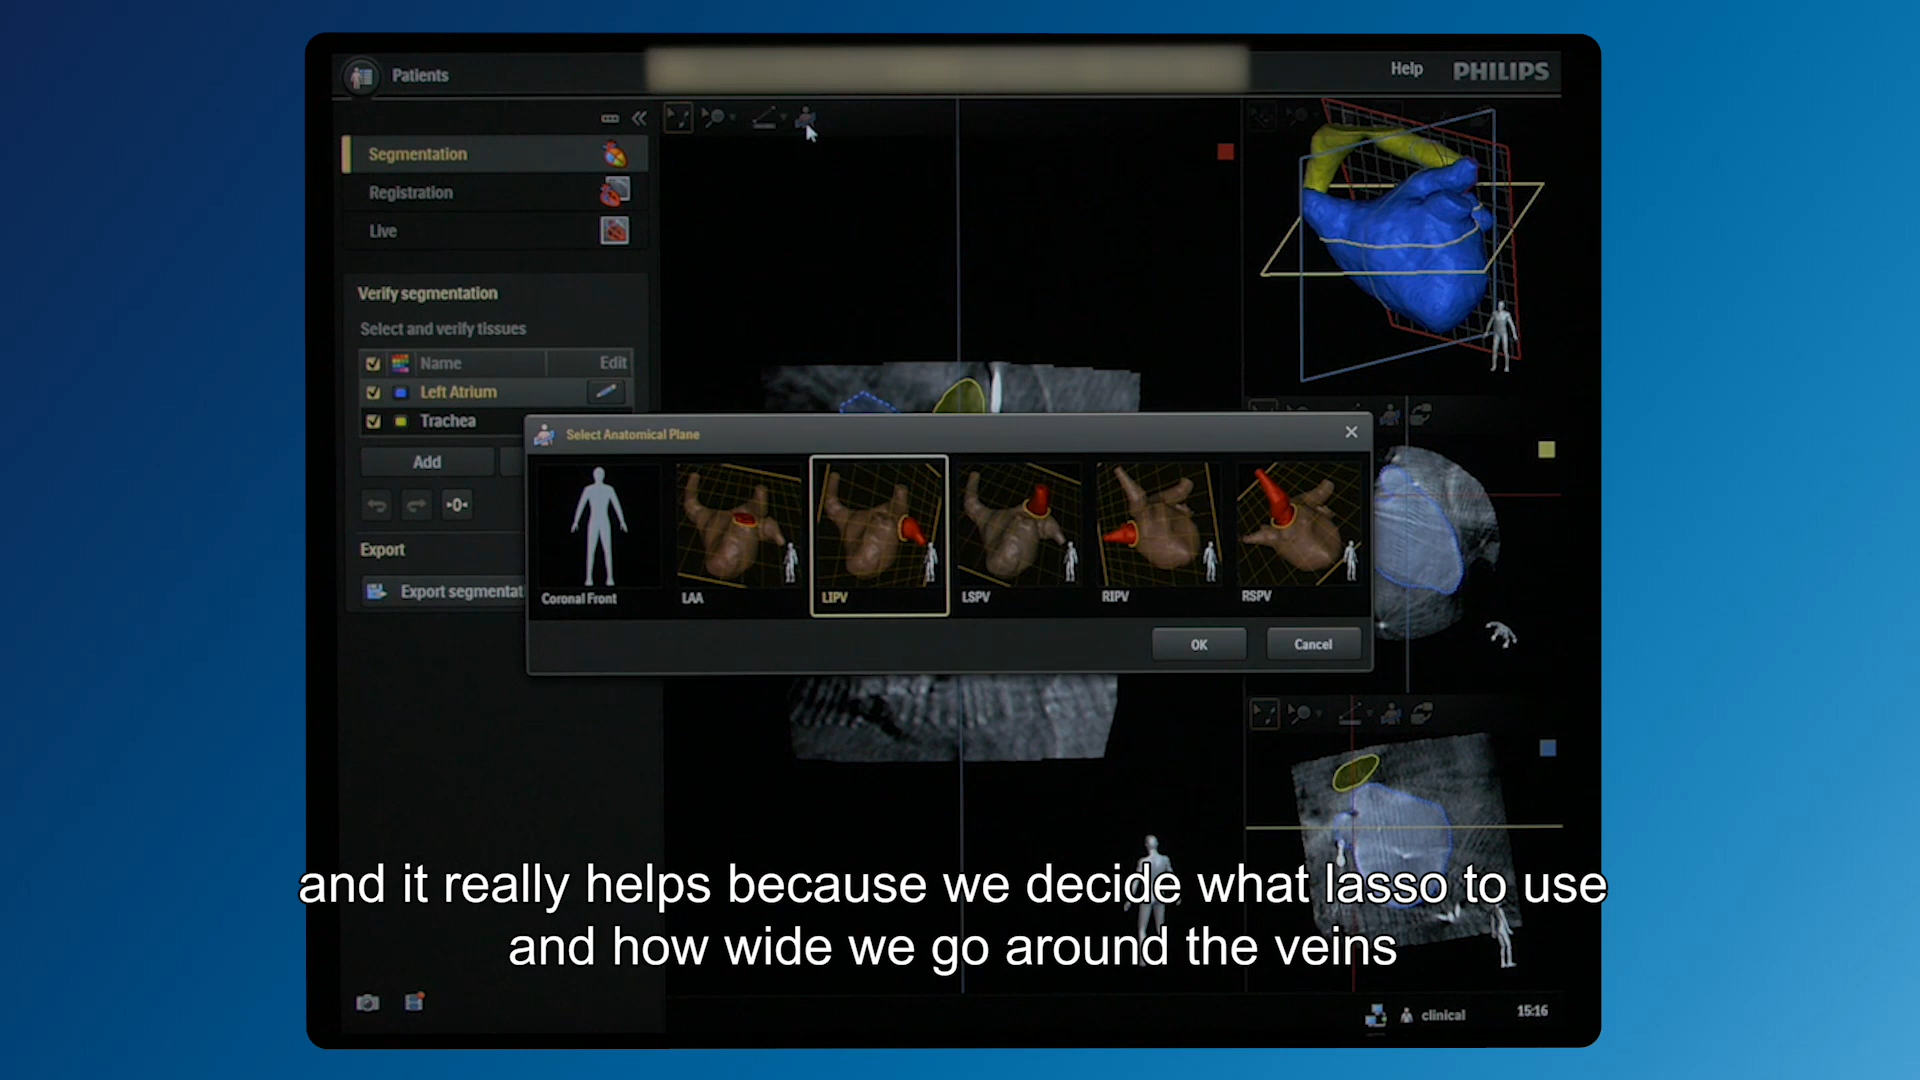 Patients
Help
PHILIPS
Segmentation
Registration
Live
Verify segmentation
Select and verify tissues
Name
Edit
Left Atrium
Trachea
Add
Select Anatomical Plane
Coronal Front
LAA
LIPV
LSPV
RIPV
RSPV
OK
Cancel
Export
Export segmentat
and it really helps because we decide what lasso to use
and how wide we go around the veins
clinical
15:16